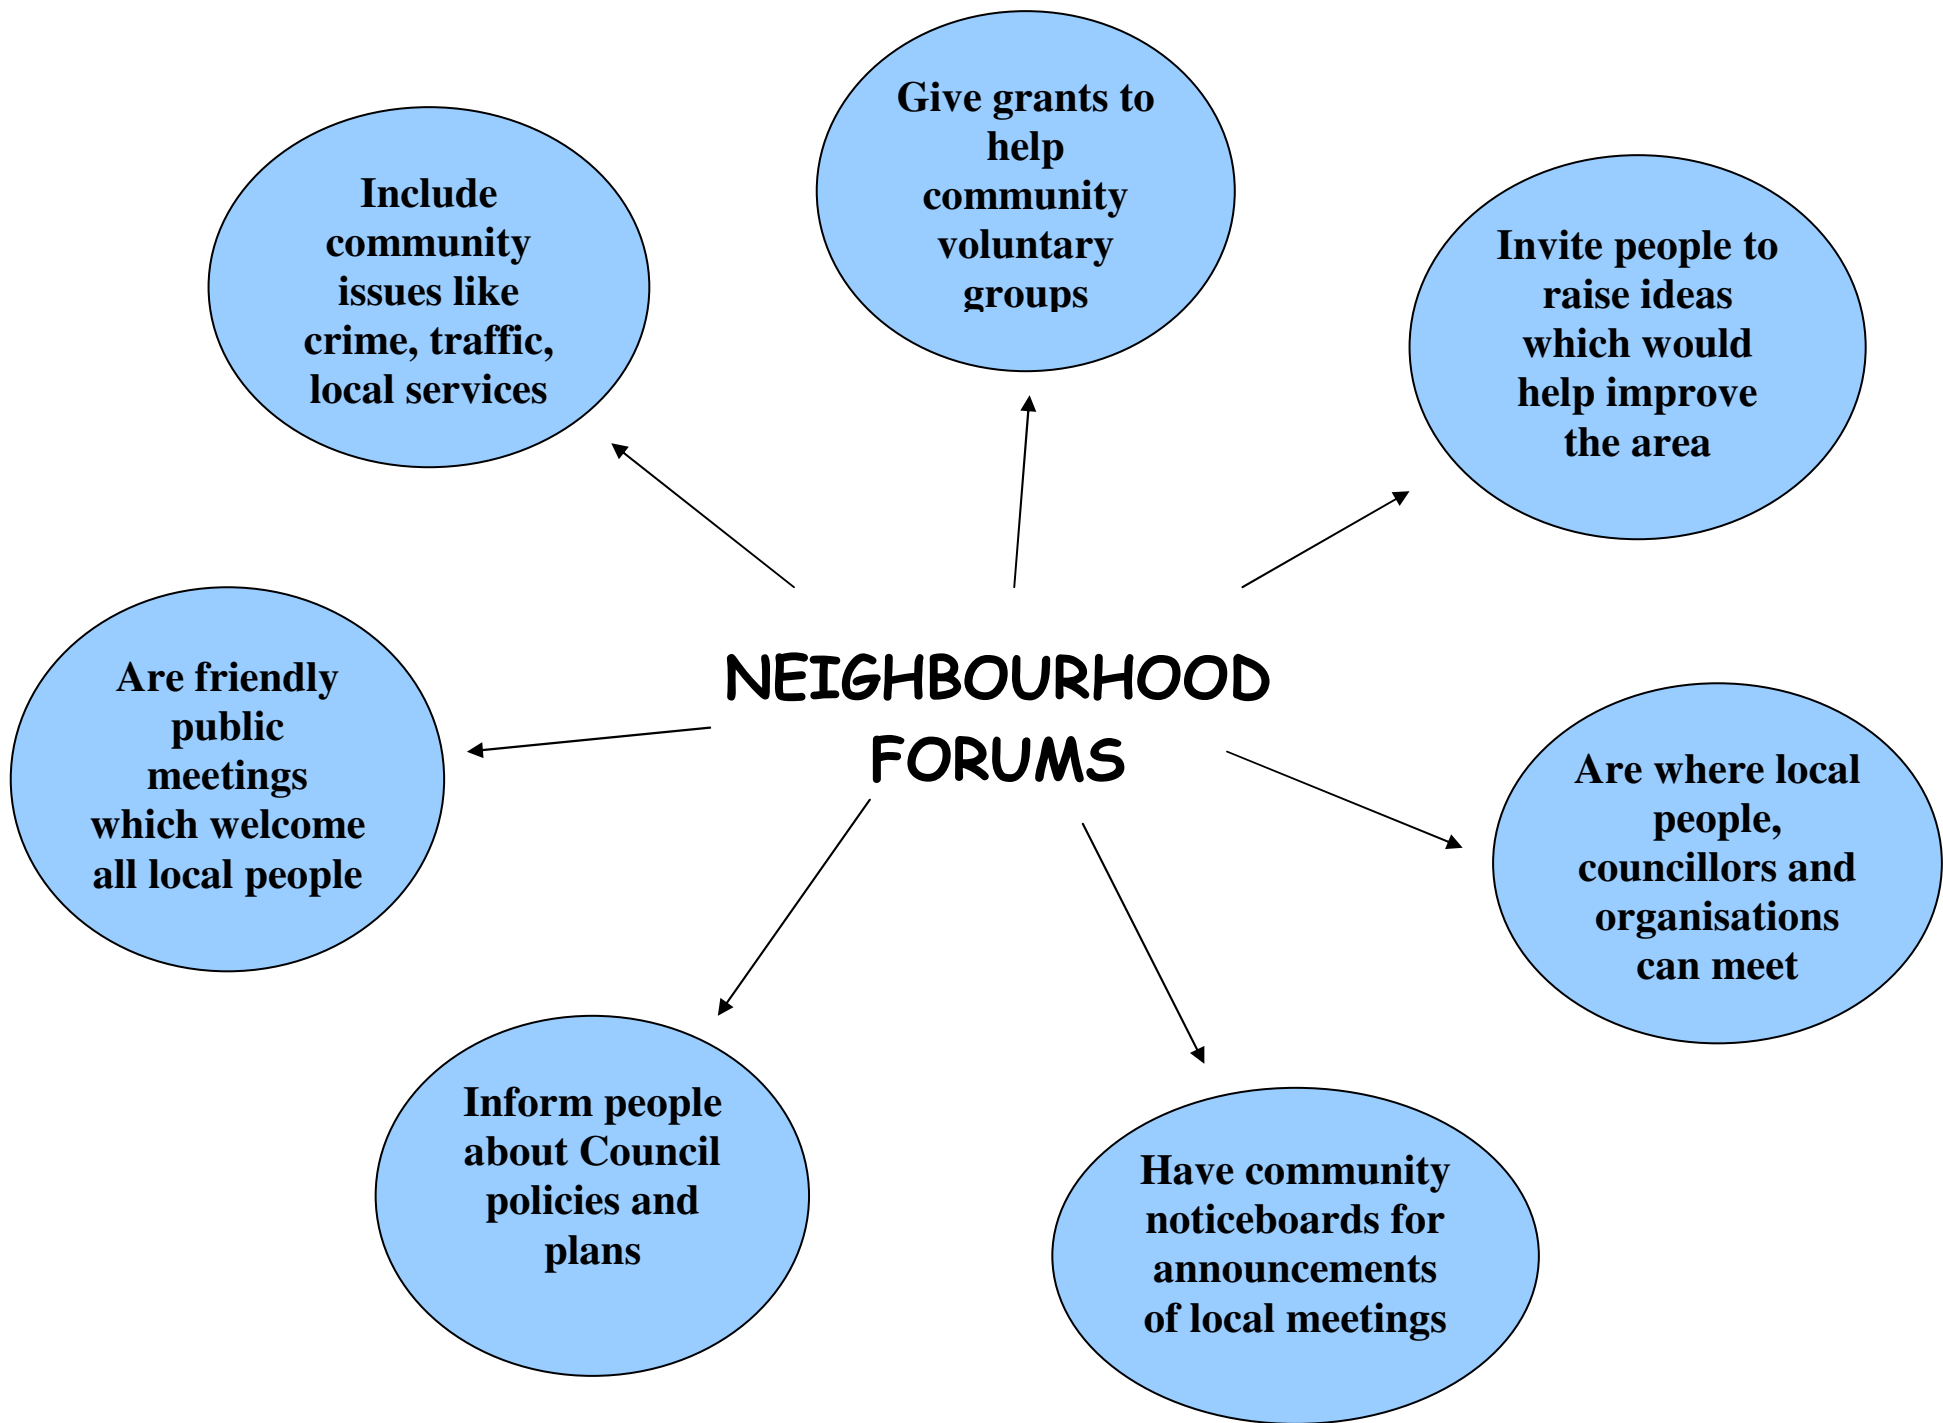 Give grants to
help
community
voluntary
groups
Include
community
issues like
crime, traffic,
local services
Invite people to
raise ideas
which would
help improve
the area
NEIGHBOURHOOD
FORUMS
Are friendly
public
meetings
which welcome
all local people
Are where local
people,
councillors and
organisations
can meet
Inform people
about Council
policies and
plans
Have community
noticeboards for
announcements
of local meetings